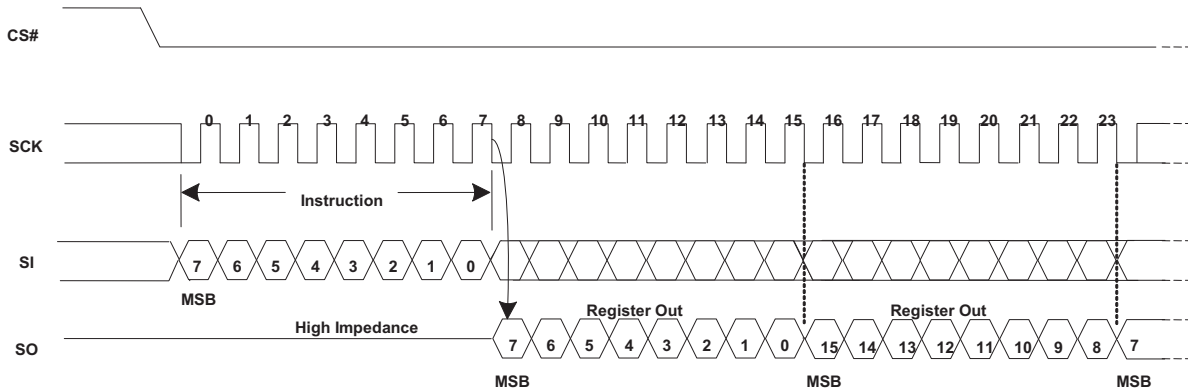 CS#
0 1 2 3 4 5 6 7 8 9 10 11 12 13 14 15 16 17 18 19 20 21 22 23
SCK
Instruction
SI
7 6 5 4 3 2 1 0
MSB
High Impedance
Register Out
Register Out
SO
7 6 5 4 3 2 1 0 15 14 13 12 11 10 9 8 7
MSB
MSB
MSB